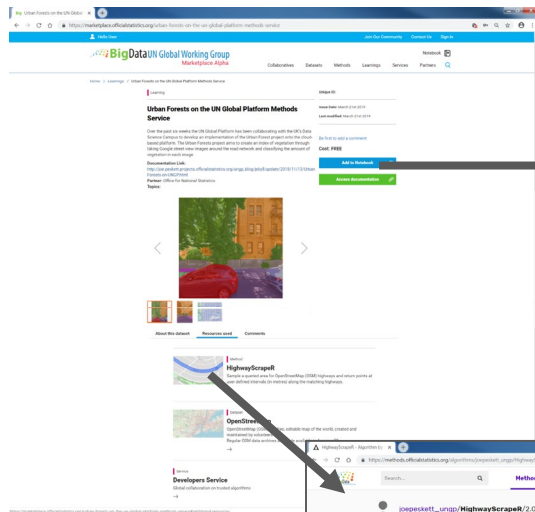 Big Urban Forests on the UN Global
https://marketplace.officialstatistics.org/urban-forests-on-the-un-global-platform-methods-service
Hello User
Join Our Community Contact Us Sign In
BigData UN Global Working Group
Marketplace Alpha
Notebook
Collaboratives Datasets Methods Learnings Services Partners
Home / Learnings / Urban Forests on the UN Global Platform Methods Service
Learning
Urban Forests on the UN Global Platform Methods Service
Over the past six weeks the UN Global Platform has been collaborating with the UK's Data
Science Campus to develop an implementation of the Urban Forest project onto the cloud
based platform. The Urban Forests project aims to create an index of vegetation through
taking Google street view images around the road network and classifying the amount of
vegetation in each image.
Documentation Link:
Partner: Office for National Statistics
Topics:
Unique ID:
Issue Date: March 21st 2019
Last modified: March 21st 2019
Be first to add a comment
Cost: FREE
Add to Notebook
Access documentation
About this dataset Resources used Comments
Method
HighwayScrapeR
Sample a queried area for OpenStreetMap (OSM) highways and return points at
user defined intervals (in metres) along the matching highways.
Dataset
maintained by
Regular OSM data archives
Service
Developers Service
Global collaboration on trusted algorithms
HighwayScrapeR - Algorithm by
https://methods.officialstatistics.org/algorithms/joepeskett_ungp/Highway
Search...
Metho
joepeskett_ungp/HighwayScrapeR/2.0